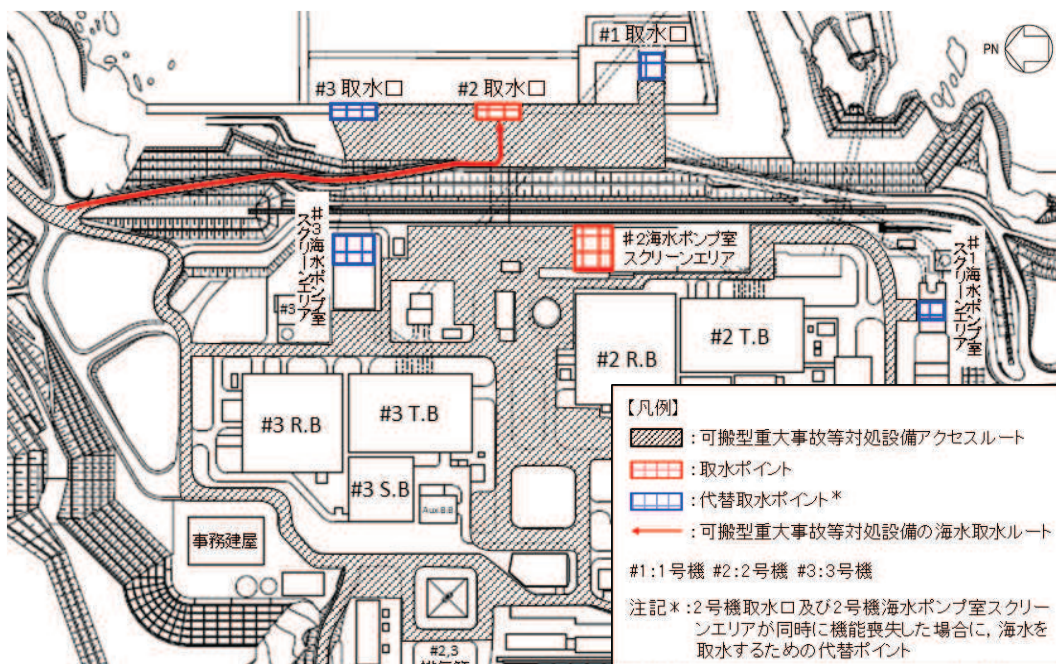 #1 取水口
PN
#3 取水口
#2 取水口
#3海水ポンプ室
スクリーンエリア
#2海水ポンプ室
スクリーンエリア
#1海水ポンプ室
スクリーンエリア
#3
#2 R.B
#2 T.B
#3 R.B
#3 T.B
#3 S.B
Aux.B.B
事務建屋
#2,3
【凡例】
:可搬型重大事故等対処設備アクセスルート
:取水ポイント
:代替取水ポイント*
:可搬型重大事故等対処設備の海水取水ルート
#1:1号機 #2:2号機 #3:3号機
注記*:2号機取水口及び2号機海水ポンプ室スクリー
ンエリアが同時に機能喪失した場合に,海水を
取水するための代替ポイント